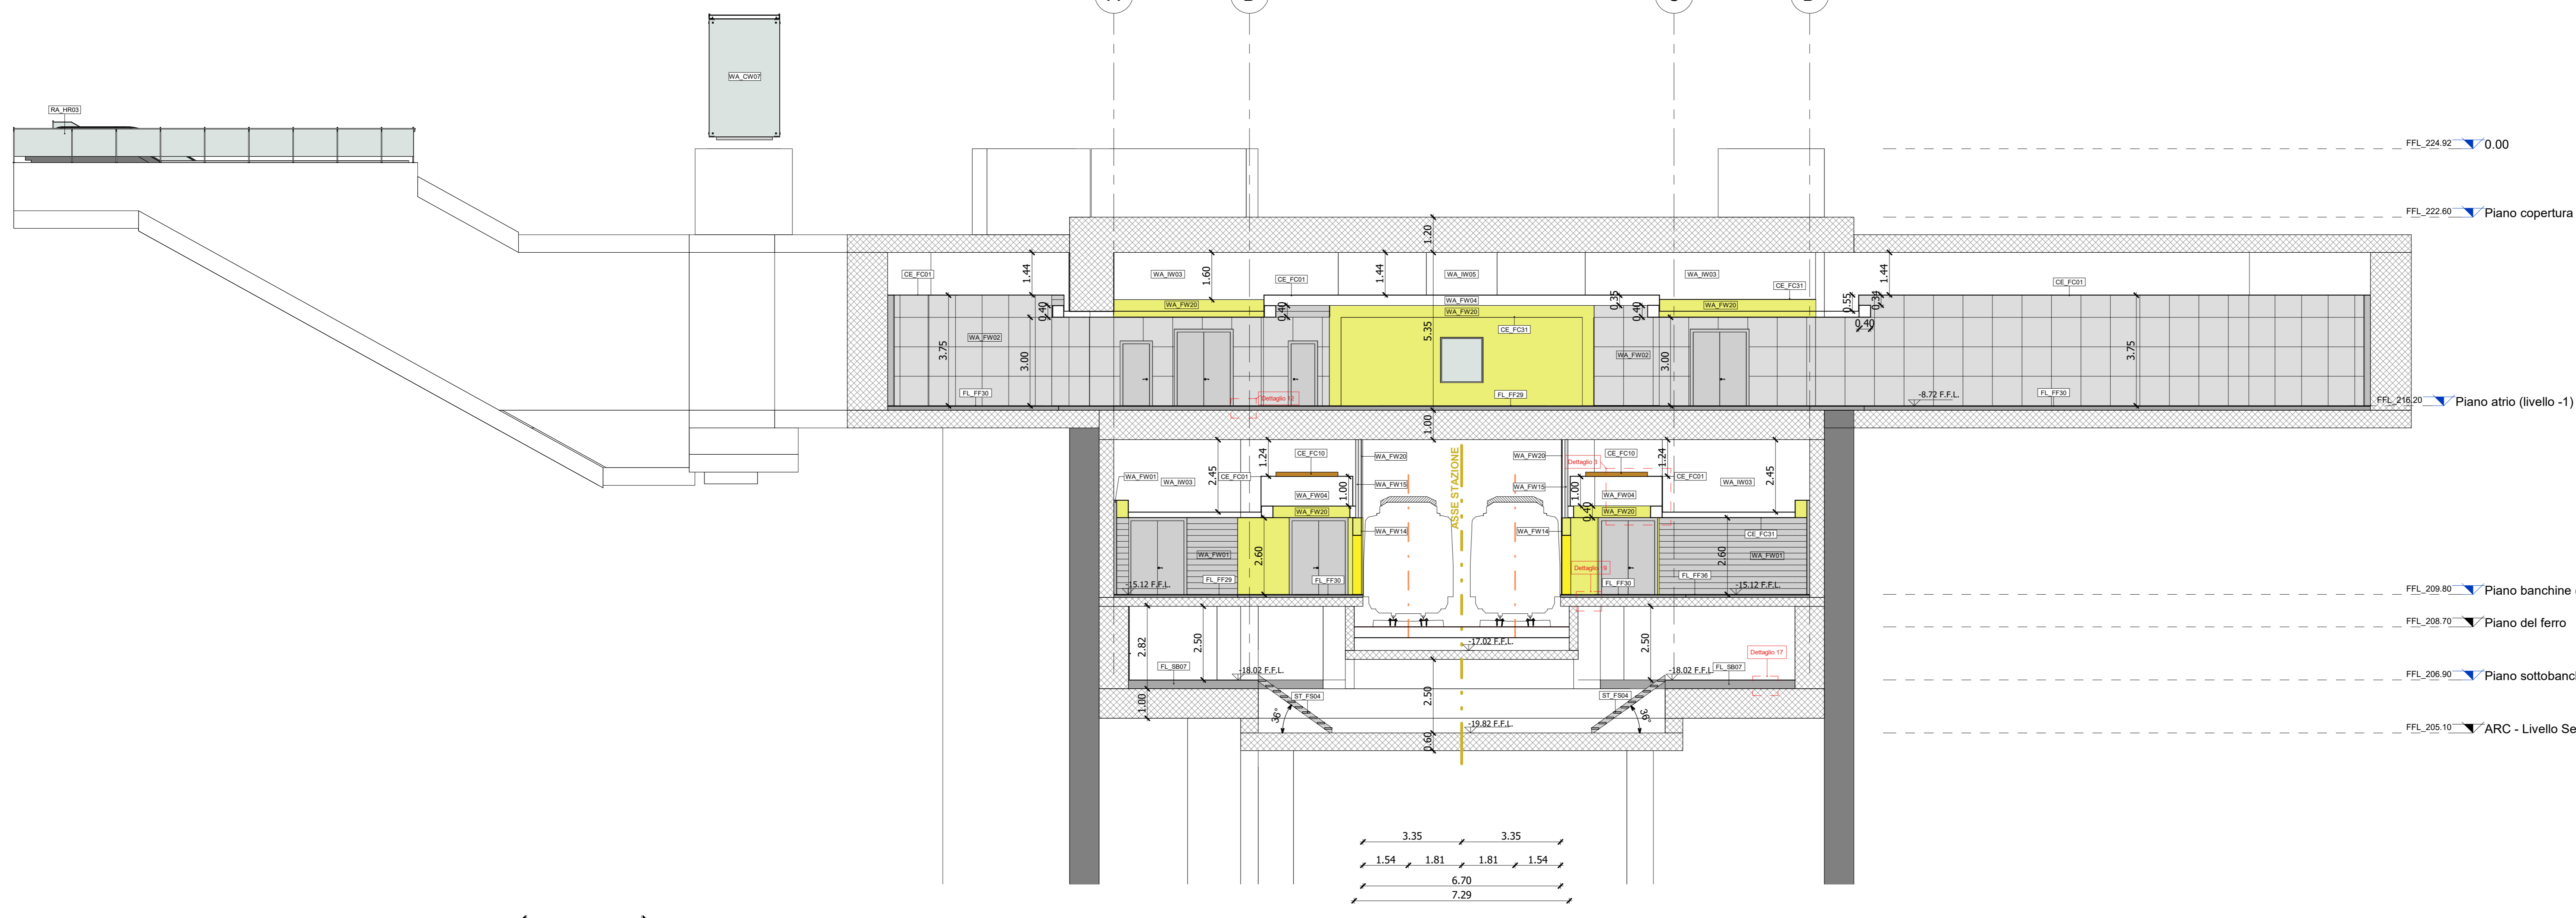 WA_CW07
RA_HR03
FFL_224.92 0.00
FFL_222.60 Piano copertura
1.20
CE_FC01
1.44
1.60
WA_IW03
CE_FC01
1.44
WA_IW05
WA_IW03
CE_FC31
1.44
CE_FC01
WA_FW20
WA_FW04
0.35
WA_FW20
0.55
0.34
0.40
0.40
WA_FW20
0.40
0.40
CE_FC31
WA_FW02
3.75
3.00
5.35
WA_FW02
3.00
3.75
FL_FF30
Dettaglio 12
FL_FF29
-8.72 F.F.L.
FL_FF30
FFL_216.20 Piano atrio (livello -1)
1.00
ASSE STAZIONE
WA_FW01
WA_IW03
2.45
1.24
CE_FC10
CE_FC01
WA_FW20
WA_FW15
1.00
WA_FW04
WA_FW20
WA_FW14
WA_FW20
WA_FW15
WA_FW14
Dettaglio 3
CE_FC10
1.24
CE_FC01
WA_IW03
2.45
1.00
WA_FW04
0.40
WA_FW20
CE_FC31
WA_FW01
2.60
WA_FW01
2.60
FL_FF29
FL_FF30
Dettaglio 19
FL_FF30
FL_FF36
-15.12 F.F.L.
-15.12 F.F.L.
FFL_209.80 Piano banchine
FFL_208.70 Piano del ferro
2.82
2.50
-17.02 F.F.L.
2.50
Dettaglio 17
FL_SB07
-18.02 F.F.L.
-18.02 F.F.L.
FL_SB07
FFL_206.90 Piano sottobanc
1.00
ST_FS04
36°
2.50
ST_FS04
36°
-19.82 F.F.L.
0.60
FFL_205.10 ARC - Livello Se
3.35 3.35
1.54 1.81 1.81 1.54
6.70
7.29